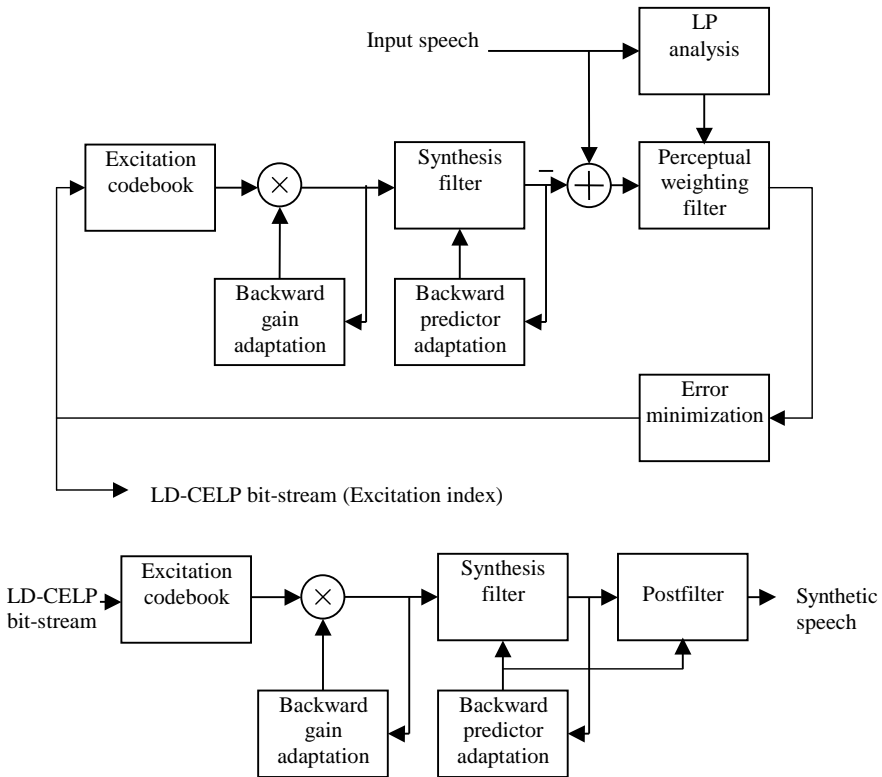 Input speech
LP
analysis
Excitation
codebook
×
Synthesis
filter
−
+
Perceptual
weighting
filter
Backward
gain
adaptation
Backward
predictor
adaptation
Error
minimization
LD-CELP bit-stream (Excitation index)
LD-CELP
bit-stream
Excitation
codebook
×
Synthesis
filter
Postfilter
Synthetic
speech
Backward
gain
adaptation
Backward
predictor
adaptation